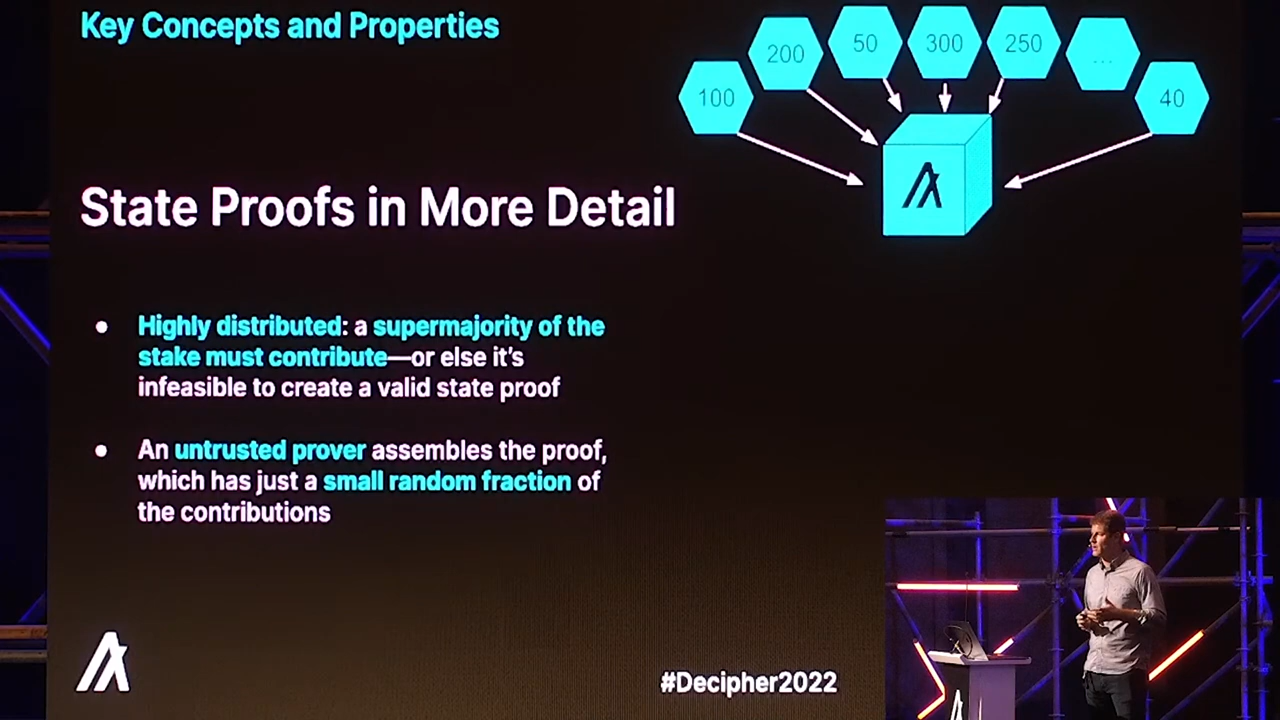 Key Concepts and Properties
100
200
50
300
250
...
40
State Proofs in More Detail
● Highly distributed: a supermajority of the
stake must contribute—or else it's
infeasible to create a valid state proof
● An untrusted prover assembles the proof,
which has just a small random fraction of
the contributions
#Decipher2022